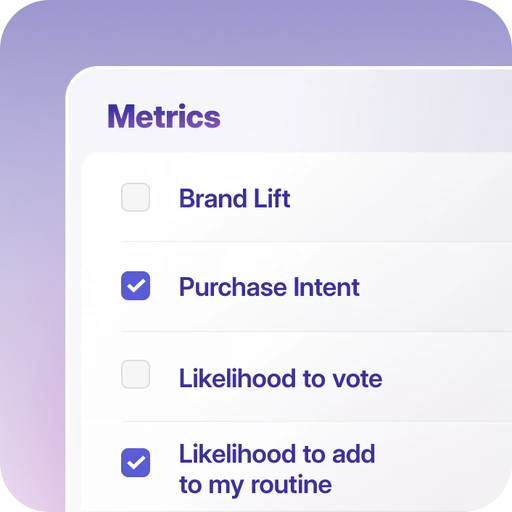 Metrics
Brand Lift
Purchase Intent
Likelihood to vote
Likelihood to add
to my routine